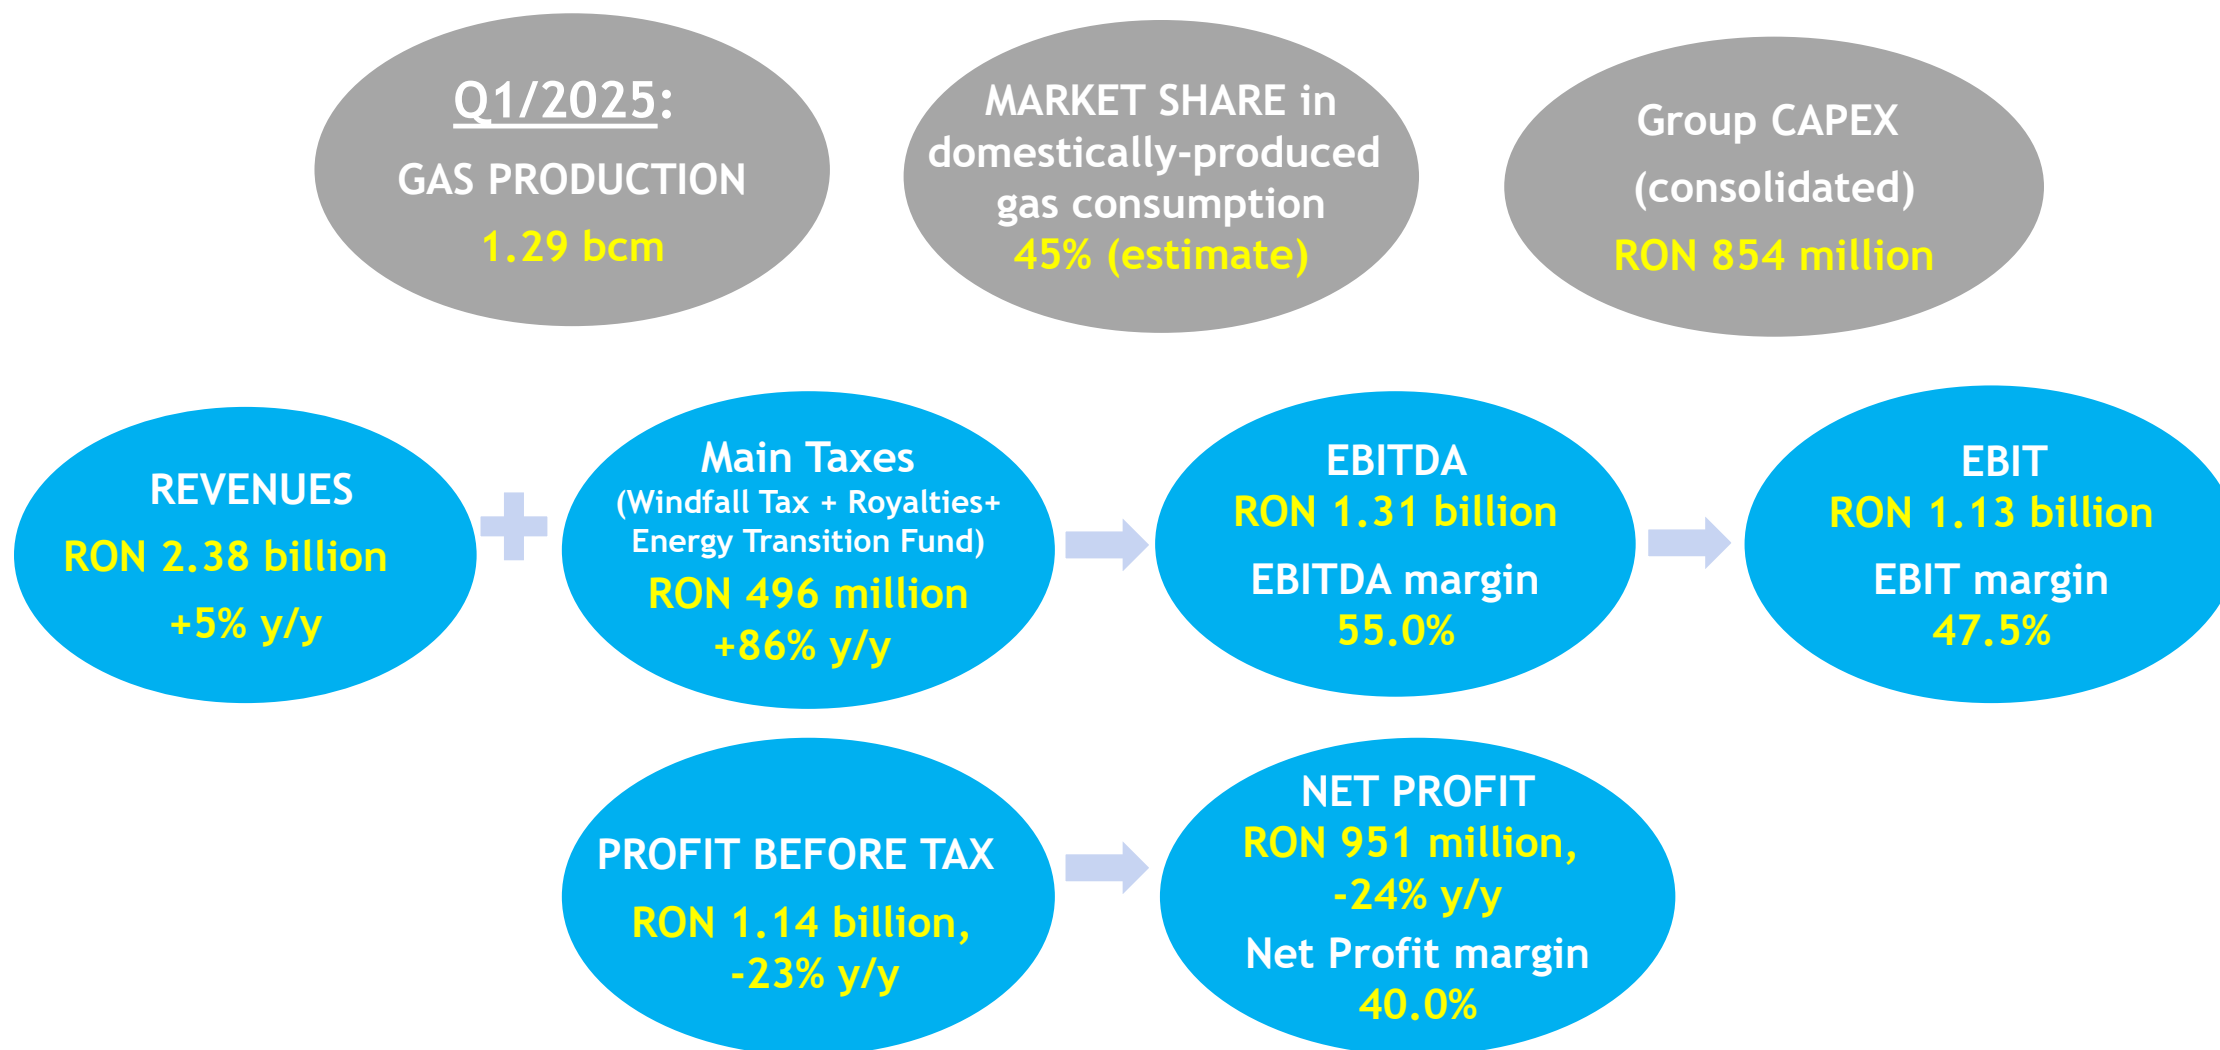 Q1/2025:
GAS PRODUCTION
1.29 bcm
MARKET SHARE in
domestically-produced
gas consumption
45% (estimate)
Group CAPEX
(consolidated)
RON 854 million
REVENUES
RON 2.38 billion
+5% y/y
Main Taxes
(Windfall Tax + Royalties+
Energy Transition Fund)
RON 496 million
+86% y/y
EBITDA
RON 1.31 billion
EBITDA margin
55.0%
EBIT
RON 1.13 billion
EBIT margin
47.5%
PROFIT BEFORE TAX
RON 1.14 billion,
-23% y/y
NET PROFIT
RON 951 million,
-24% y/y
Net Profit margin
40.0%